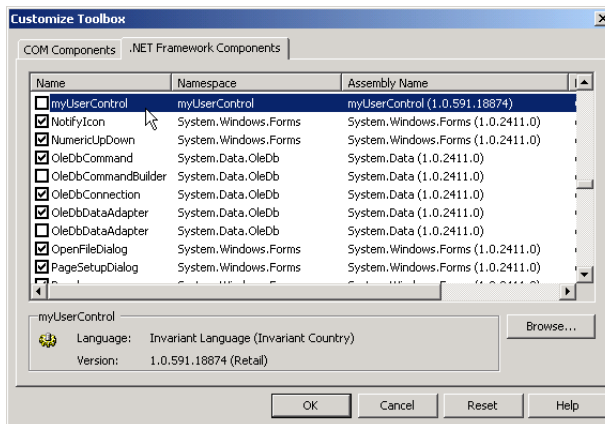 Customize Toolbox
COM Components .NET Framework Components
Name Namespace Assembly Name
myUserControl myUserControl myUserControl (1.0.591.18874)
NotifyIcon System.Windows.Forms System.Windows.Forms (1.0.2411.0)
NumericUpDown System.Windows.Forms System.Windows.Forms (1.0.2411.0)
OleDbCommand System.Data.OleDb System.Data (1.0.2411.0)
OleDbCommandBuilder System.Data.OleDb System.Data (1.0.2411.0)
OleDbConnection System.Data.OleDb System.Data (1.0.2411.0)
OleDbDataAdapter System.Data.OleDb System.Data (1.0.2411.0)
OleDbDataAdapter System.Data.OleDb System.Data (1.0.2411.0)
OpenFileDialog System.Windows.Forms System.Windows.Forms (1.0.2411.0)
PageSetupDialog System.Windows.Forms System.Windows.Forms (1.0.2411.0)
myUserControl
Browse...
Language: Invariant Language (Invariant Country)
Version: 1.0.591.18874 (Retail)
OK Cancel Reset Help